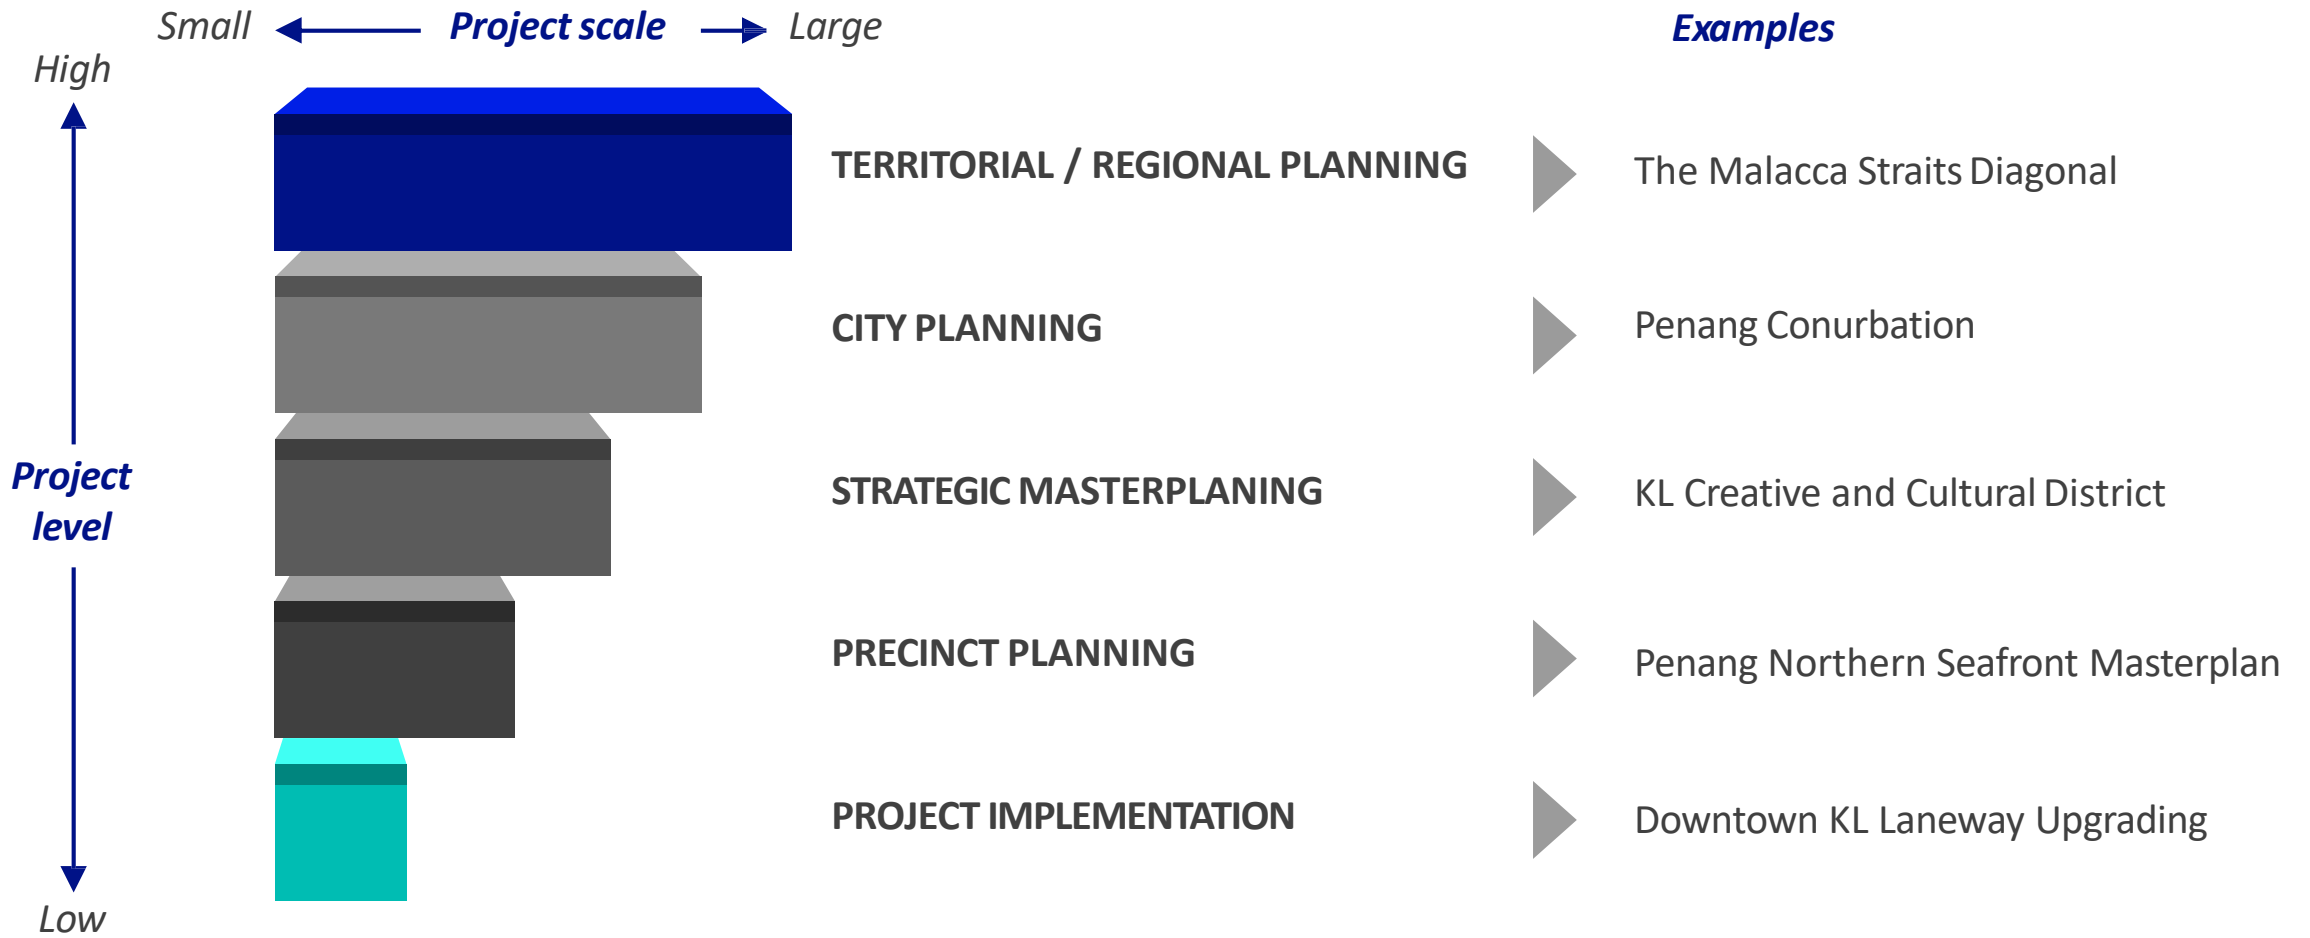 Small Project scale Large Examples
High
TERRITORIAL / REGIONAL PLANNING The Malacca Straits Diagonal
CITY PLANNING Penang Conurbation
Project
level
STRATEGIC MASTERPLANING KL Creative and Cultural District
PRECINCT PLANNING Penang Northern Seafront Masterplan
PROJECT IMPLEMENTATION Downtown KL Laneway Upgrading
Low